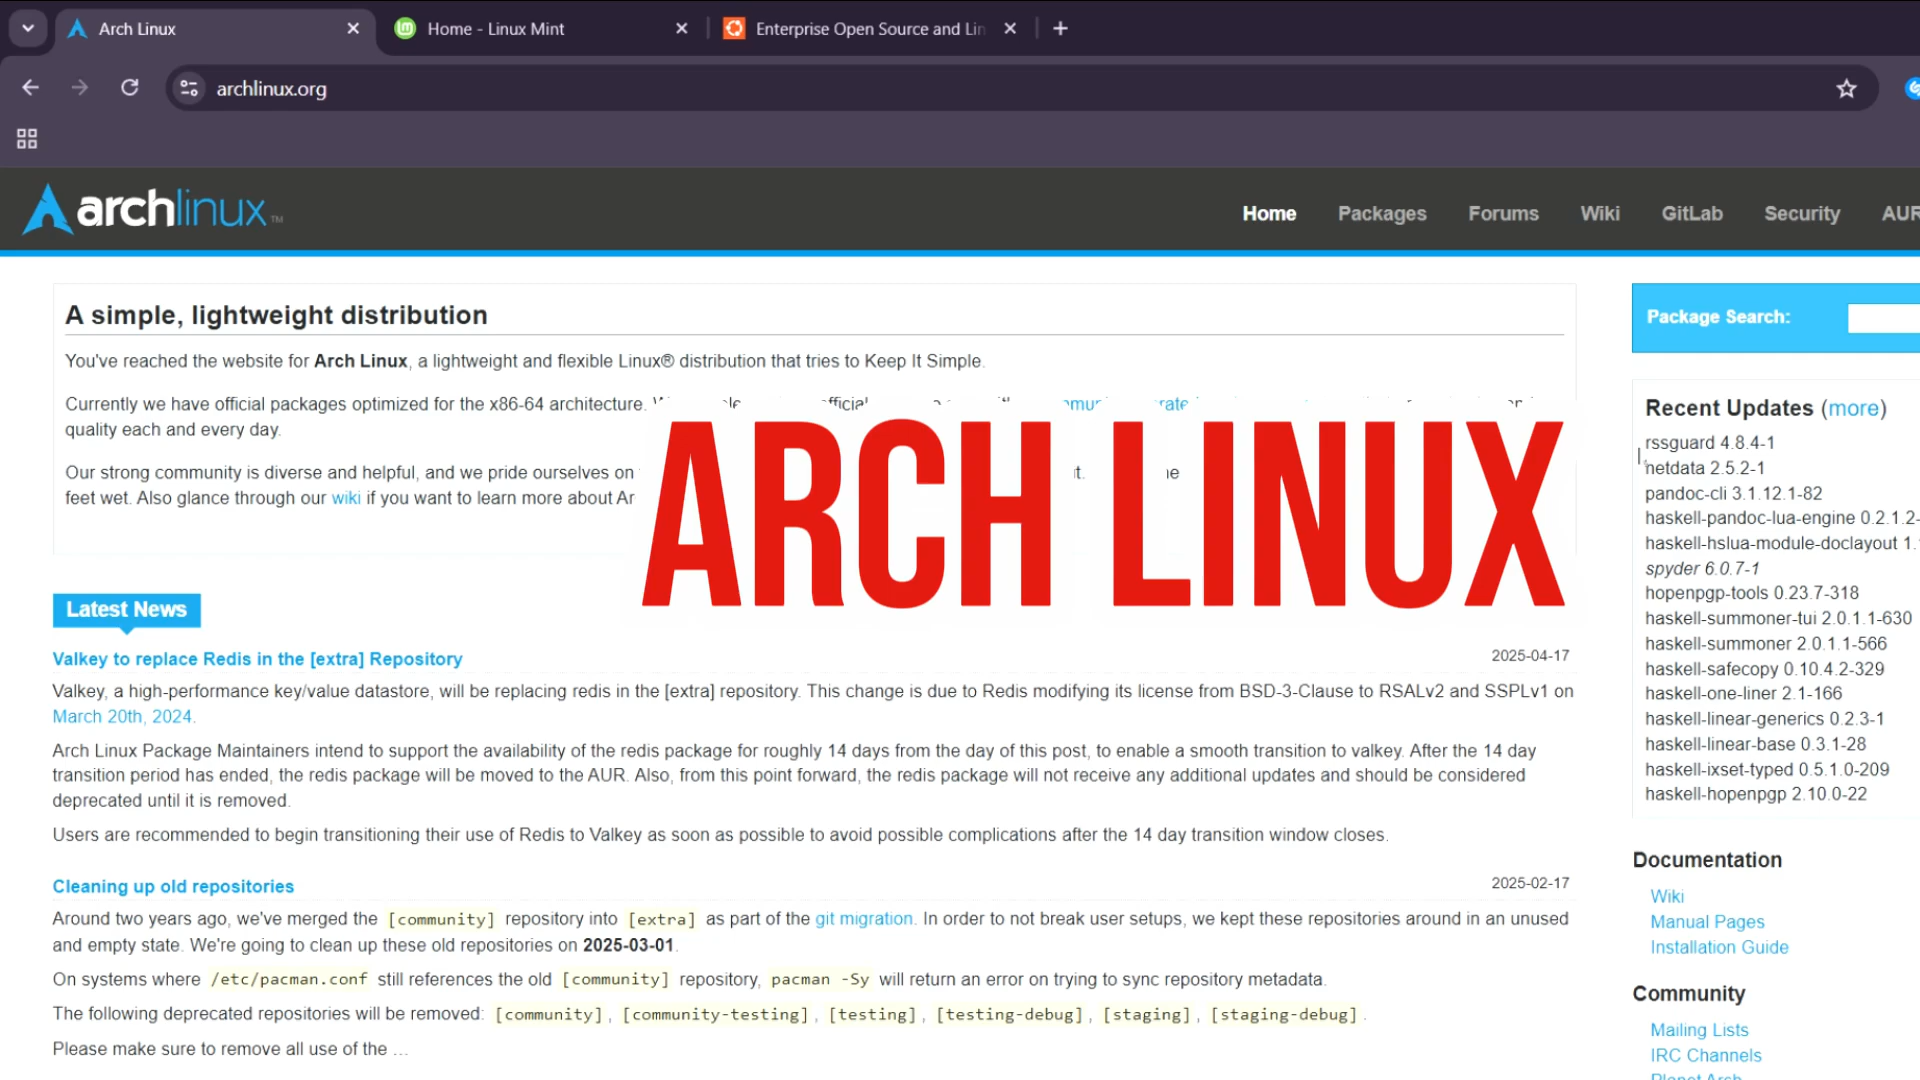 Arch Linux
Home - Linux Mint
Enterprise Open Source and Lin
archlinux.org
archlinux™
Home Packages Forums Wiki GitLab Security AUR
A simple, lightweight distribution
You've reached the website for Arch Linux, a lightweight and flexible Linux® distribution that tries to Keep It Simple.
Currently we have official packages optimized for the x86-64 architecture.
quality each and every day.
Our strong community is diverse and helpful, and we pride ourselves on
feet wet. Also glance through our wiki if you want to learn more about Ar
ARCH LINUX
Latest News
Valkey to replace Redis in the [extra] Repository
2025-04-17
Valkey, a high-performance key/value datastore, will be replacing redis in the [extra] repository. This change is due to Redis modifying its license from BSD-3-Clause to RSALv2 and SSPLv1 on
March 20th, 2024.
Arch Linux Package Maintainers intend to support the availability of the redis package for roughly 14 days from the day of this post, to enable a smooth transition to valkey. After the 14 day
transition period has ended, the redis package will be moved to the AUR. Also, from this point forward, the redis package will not receive any additional updates and should be considered
deprecated until it is removed.
Users are recommended to begin transitioning their use of Redis to Valkey as soon as possible to avoid possible complications after the 14 day transition window closes.
Cleaning up old repositories
2025-02-17
Around two years ago, we've merged the [community] repository into [extra] as part of the git migration. In order to not break user setups, we kept these repositories around in an unused
and empty state. We're going to clean up these old repositories on 2025-03-01.
On systems where /etc/pacman.conf still references the old [community] repository, pacman -Sy will return an error on trying to sync repository metadata.
The following deprecated repositories will be removed: [community], [community-testing], [testing], [testing-debug], [staging], [staging-debug].
Please make sure to remove all use of the ...
Package Search:
Recent Updates (more)
rssguard 4.8.4-1
netdata 2.5.2-1
pandoc-cli 3.1.12.1-82
haskell-pandoc-lua-engine 0.2.1.2-
haskell-hslua-module-doclayout 1.
spyder 6.0.7-1
hopenpgp-tools 0.23.7-318
haskell-summoner-tui 2.0.1.1-630
haskell-summoner 2.0.1.1-566
haskell-safecopy 0.10.4.2-329
haskell-one-liner 2.1-166
haskell-linear-generics 0.2.3-1
haskell-linear-base 0.3.1-28
haskell-ixset-typed 0.5.1.0-209
haskell-hopenpgp 2.10.0-22
Documentation
Wiki
Manual Pages
Installation Guide
Community
Mailing Lists
IRC Channels
Planet Arch